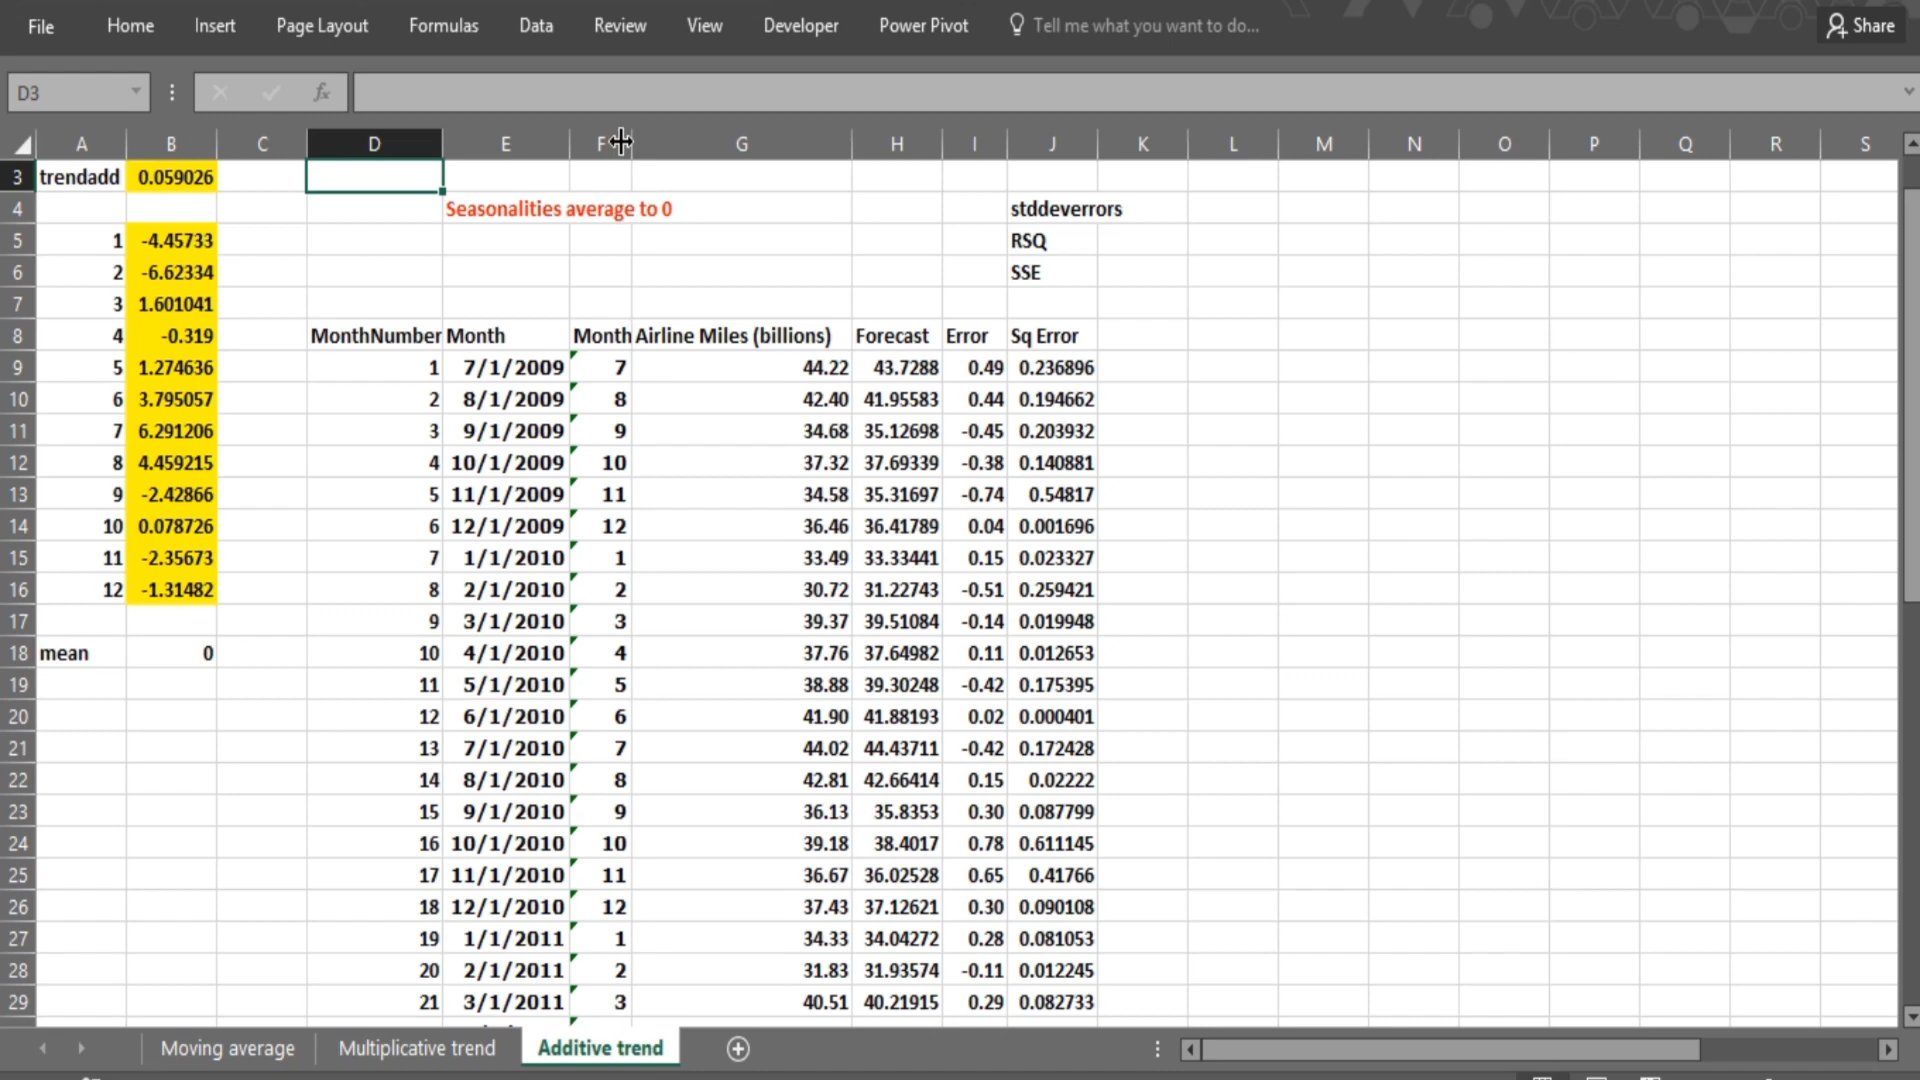 File Home Insert Page Layout Formulas Data Review View Developer Power Pivot Tell me what you want to do... Share
D3 fx
A B C D E F G H I J K L M N O P Q R S
3 trendadd 0.059026
4 Seasonalities average to 0 stddeverrors
5 1 -4.45733 RSQ
6 2 -6.62334 SSE
7 3 1.601041
8 4 -0.319 MonthNumber Month Month Airline Miles (billions) Forecast Error Sq Error
9 5 1.274636 1 7/1/2009 7 44.22 43.7288 0.49 0.236896
10 6 3.795057 2 8/1/2009 8 42.40 41.95583 0.44 0.194662
11 7 6.291206 3 9/1/2009 9 34.68 35.12698 -0.45 0.203932
12 8 4.459215 4 10/1/2009 10 37.32 37.69339 -0.38 0.140881
13 9 -2.42866 5 11/1/2009 11 34.58 35.31697 -0.74 0.54817
14 10 0.078726 6 12/1/2009 12 36.46 36.41789 0.04 0.001696
15 11 -2.35673 7 1/1/2010 1 33.49 33.33441 0.15 0.023327
16 12 -1.31482 8 2/1/2010 2 30.72 31.22743 -0.51 0.259421
17 9 3/1/2010 3 39.37 39.51084 -0.14 0.019948
18 mean 0 10 4/1/2010 4 37.76 37.64982 0.11 0.012653
19 11 5/1/2010 5 38.88 39.30248 -0.42 0.175395
20 12 6/1/2010 6 41.90 41.88193 0.02 0.000401
21 13 7/1/2010 7 44.02 44.43711 -0.42 0.172428
22 14 8/1/2010 8 42.81 42.66414 0.15 0.02222
23 15 9/1/2010 9 36.13 35.8353 0.30 0.087799
24 16 10/1/2010 10 39.18 38.4017 0.78 0.611145
25 17 11/1/2010 11 36.67 36.02528 0.65 0.41766
26 18 12/1/2010 12 37.43 37.12621 0.30 0.090108
27 19 1/1/2011 1 34.33 34.04272 0.28 0.081053
28 20 2/1/2011 2 31.83 31.93574 -0.11 0.012245
29 21 3/1/2011 3 40.51 40.21915 0.29 0.082733
Moving average Multiplicative trend Additive trend